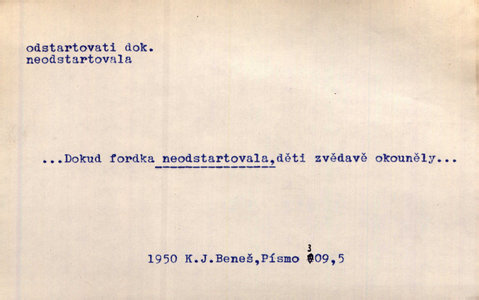 odstartovati dok.
neodstartovala
...Dokud fordka neodstartovala,děti zvědavě okouněly...
1950 K.J.Beneš,Písmo 309,5